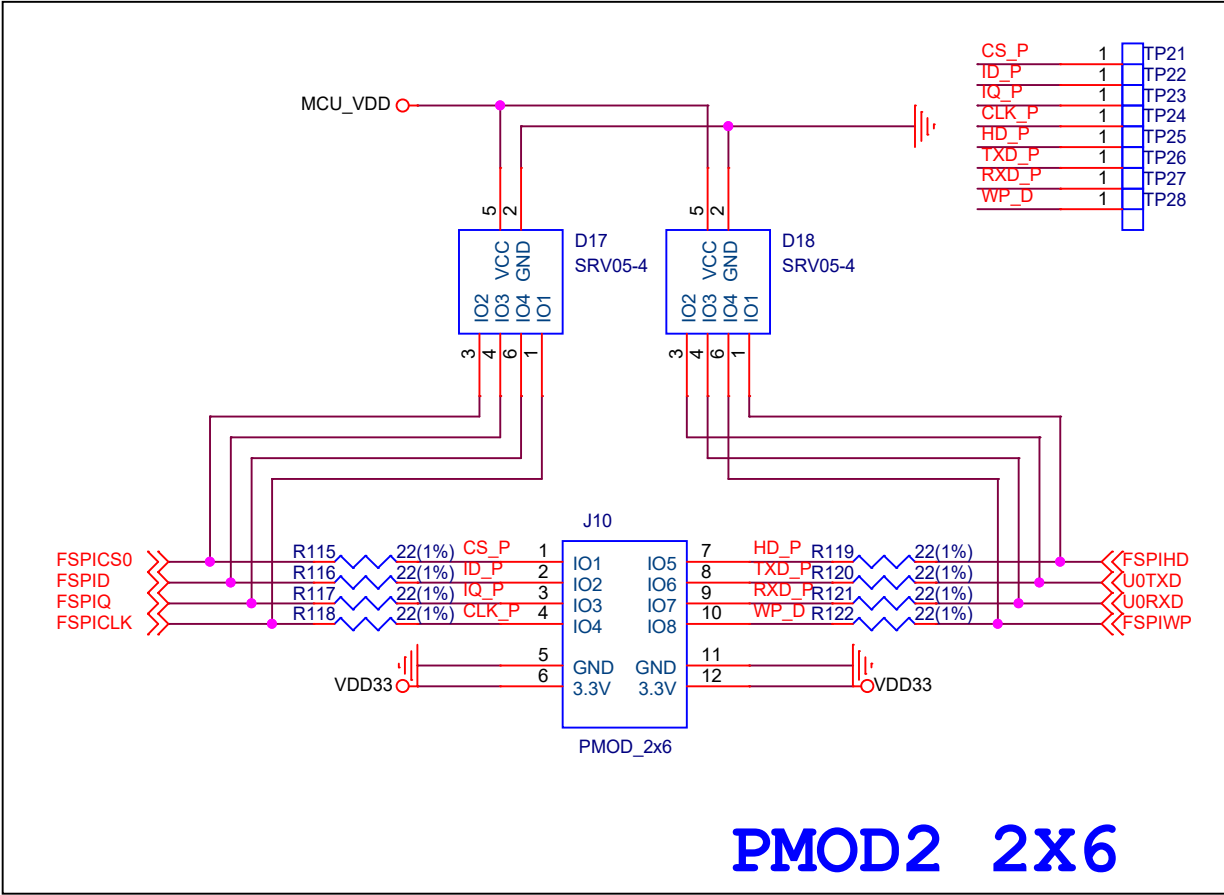 CS_P 1 TP21
ID_P 1 TP22
IQ_P 1 TP23
CLK_P 1 TP24
HD_P 1 TP25
TXD_P 1 TP26
RXD_P 1 TP27
WP_D 1 TP28
MCU_VDD
5 2
5 2
D17
SRV05-4
VCC
GND
IO2
IO3
IO4
IO1
3 4 6 1
D18
SRV05-4
VCC
GND
IO2
IO3
IO4
IO1
3 4 6 1
J10
FSPICS0 R115 22(1%) CS_P 1 IO1 IO5 7 HD_P R119 22(1%) FSPIHD
FSPID R116 22(1%) ID_P 2 IO2 IO6 8 TXD_P R120 22(1%) U0TXD
FSPIQ R117 22(1%) IQ_P 3 IO3 IO7 9 RXD_P R121 22(1%) U0RXD
FSPICLK R118 22(1%) CLK_P 4 IO4 IO8 10 WP_D R122 22(1%) FSPIWP
5 GND GND 11
VDD33 6 3.3V 3.3V 12 VDD33
PMOD_2x6
PMOD2 2X6